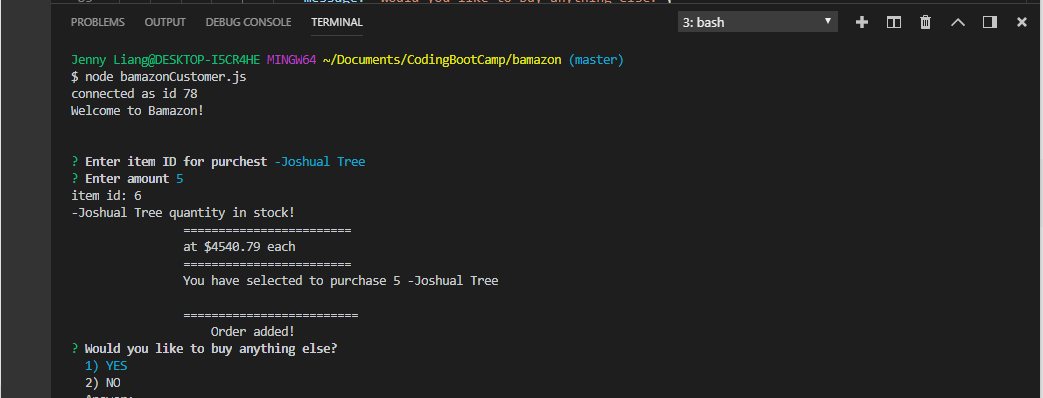 PROBLEMS OUTPUT DEBUG CONSOLE TERMINAL 3: bash
Jenny Liang@DESKTOP-I5CR4HE MINGW64 ~/Documents/CodingBootCamp/bamazon (master)
$ node bamazonCustomer.js
connected as id 78
Welcome to Bamazon!
? Enter item ID for purchest -Joshual Tree
? Enter amount 5
item id: 6
-Joshual Tree quantity in stock!
========================
at $4540.79 each
========================
You have selected to purchase 5 -Joshual Tree
=========================
Order added!
? Would you like to buy anything else?
1) YES
2) NO